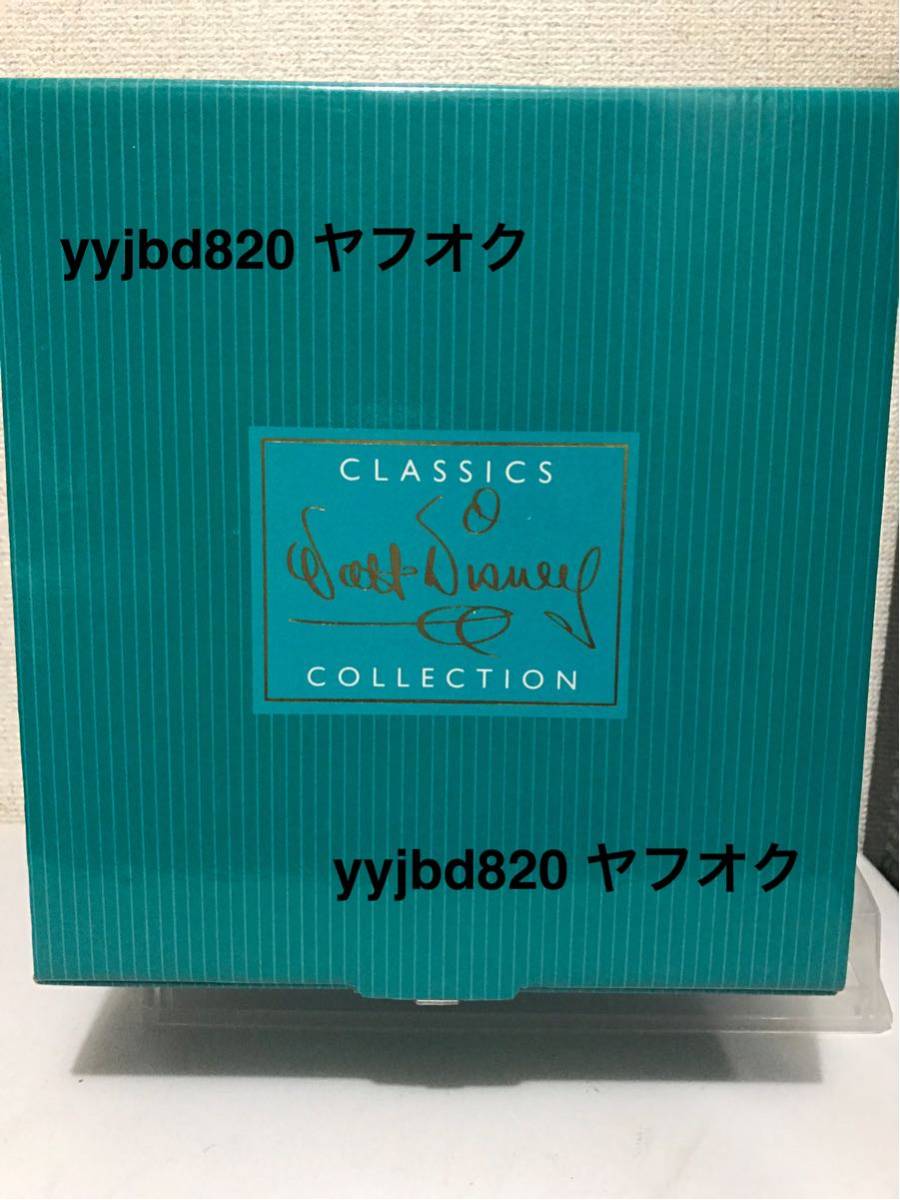 yyjbd820 ヤフオク
CLASSICS
Walt Disney
COLLECTION
yyjbd820 ヤフオク